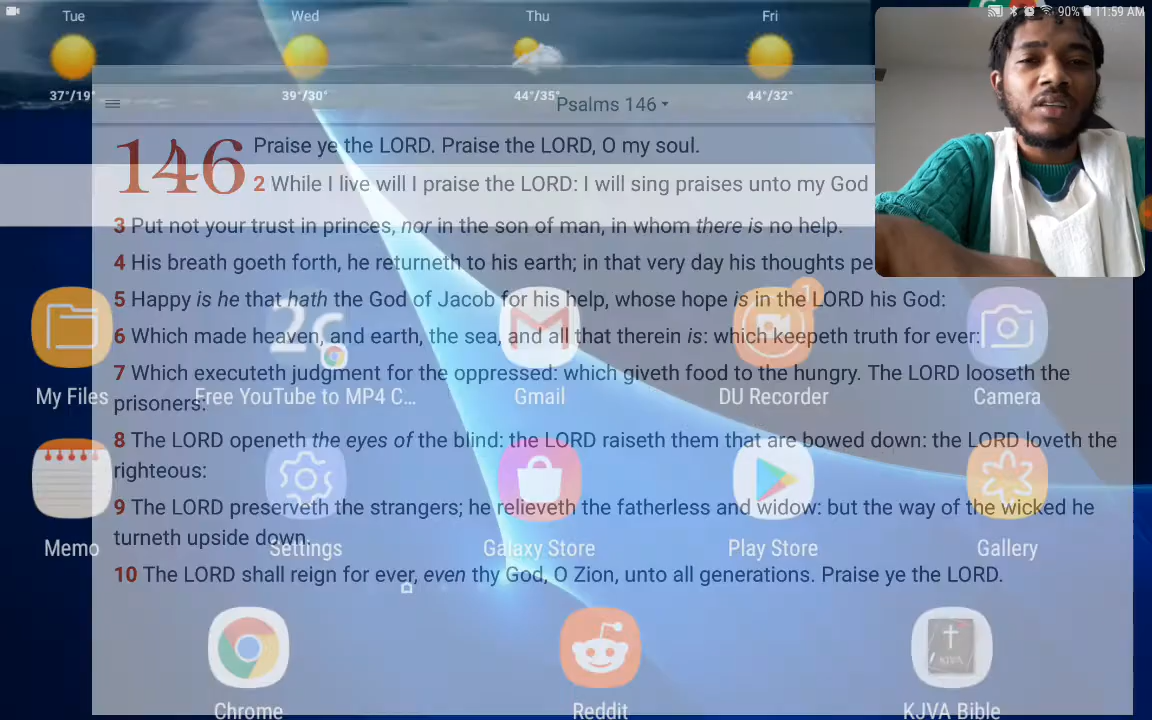 Tue Wed Thu Fri 90% 11:59 AM
37°/19° 39°/30° 44°/35° 44°/32°
Psalms 146
146 Praise ye the LORD. Praise the LORD, O my soul.
2 While I live will I praise the LORD: I will sing praises unto my God
3 Put not your trust in princes, nor in the son of man, in whom there is no help.
4 His breath goeth forth, he returneth to his earth; in that very day his thoughts pe
5 Happy is he that hath the God of Jacob for his help, whose hope is in the LORD his God:
1
6 Which made heaven, and earth, the sea, and all that therein is: which keepeth truth for ever:
2c
7 Which executeth judgment for the oppressed: which giveth food to the hungry. The LORD looseth the
My Files Free YouTube to MP4 C... Gmail DU Recorder Camera
prisoners:
8 The LORD openeth the eyes of the blind: the LORD raiseth them that are bowed down: the LORD loveth the
righteous:
9 The LORD preserveth the strangers; he relieveth the fatherless and widow: but the way of the wicked he
turneth upside down.
Memo Settings Galaxy Store Play Store Gallery
10 The LORD shall reign for ever, even thy God, O Zion, unto all generations. Praise ye the LORD.
KJVA
Chrome Reddit KJVA Bible